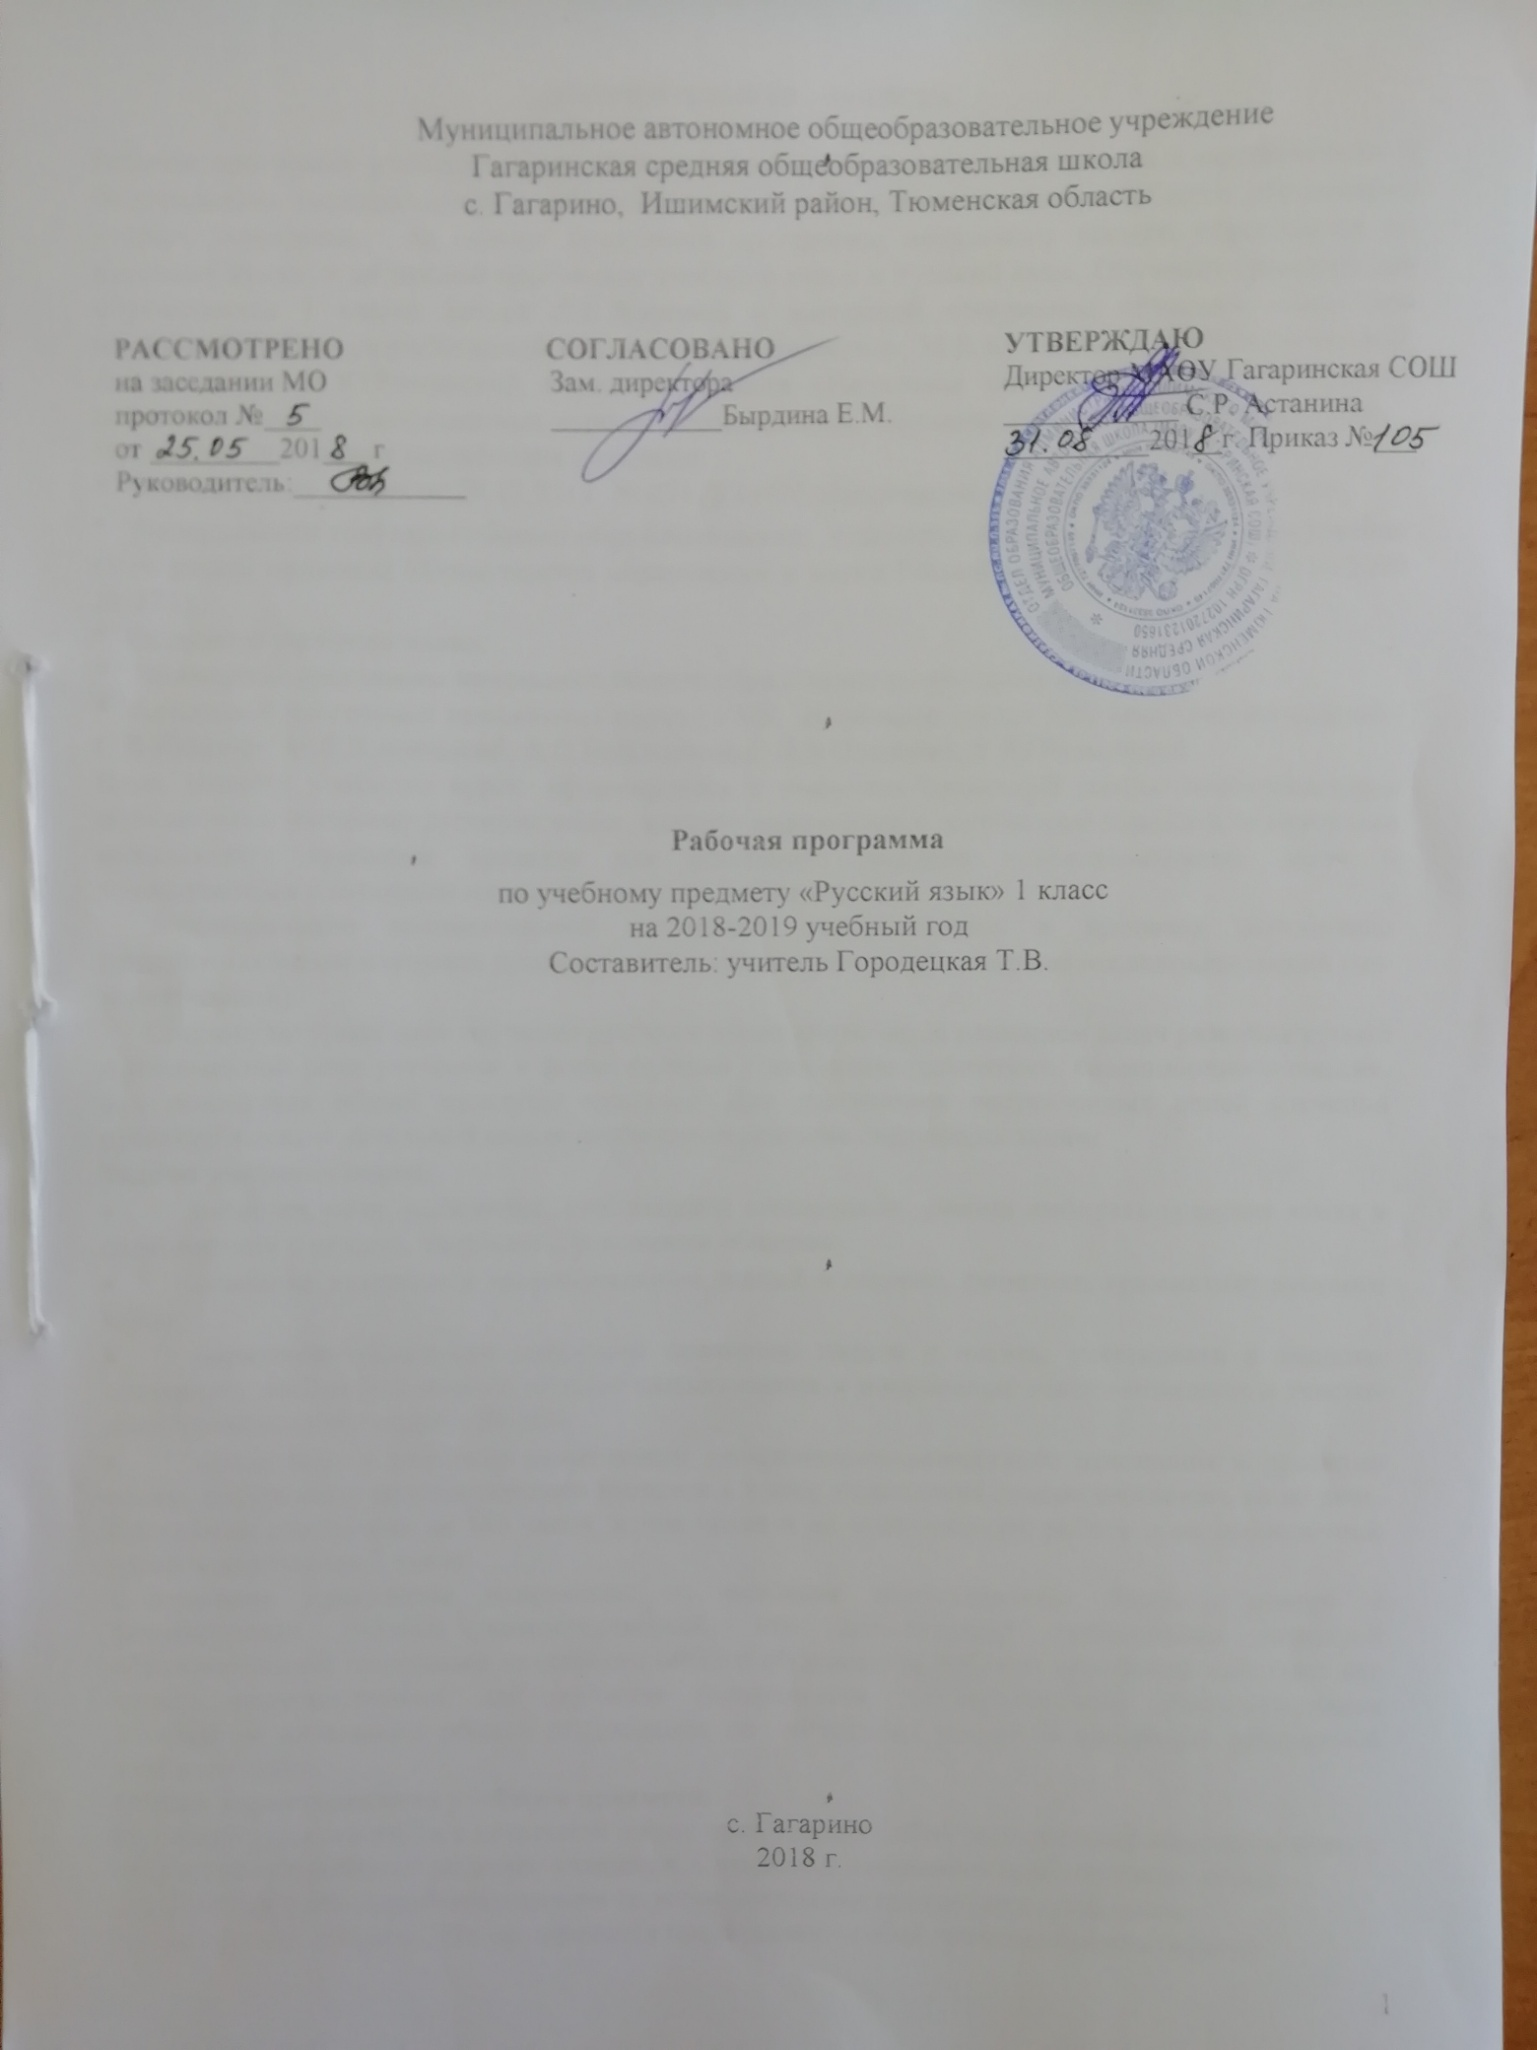 Муниципальное автономное общеобразовательное учреждение
Гагаринская средняя общеобразовательная школа
с. Гагарино, Ишимский район, Тюменская область
РАССМОТРЕНО
на заседании МО
протокол № 5
от 25.05 2018 г
Руководитель:
СОГЛАСОВАНО
Зам. директора
Бырдина Е.М.
УТВЕРЖДАЮ
Директор МАОУ Гагаринская СОШ
С.Р. Астанина
31.08 2018 г. Приказ № 105
Рабочая программа
по учебному предмету «Русский язык» 1 класс
на 2018-2019 учебный год
Составитель: учитель Городецкая Т.В.
с. Гагарино
2018 г.
1